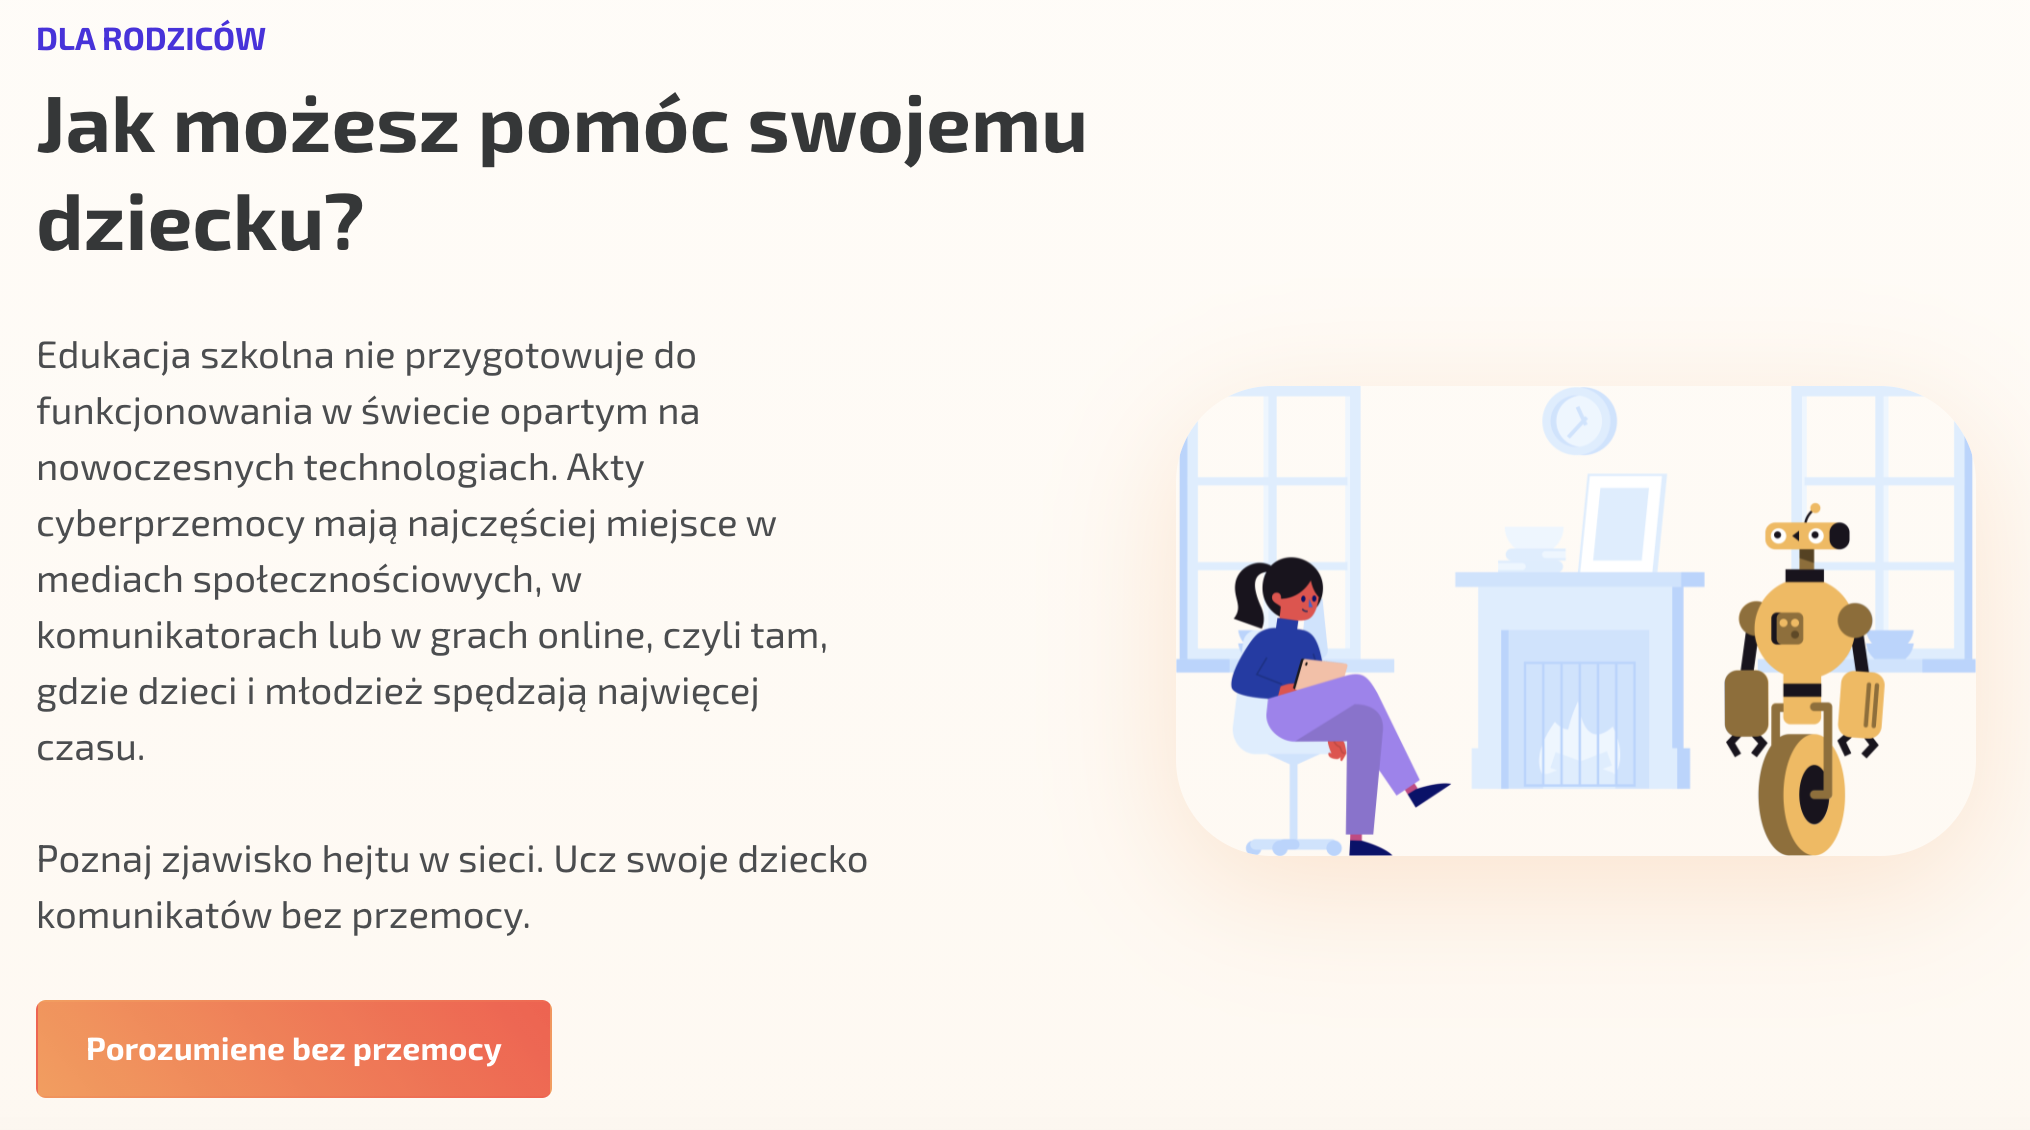 DLA RODZICÓW
Jak możesz pomóc swojemu
dziecku?
Edukacja szkolna nie przygotowuje do
funkcjonowania w świecie opartym na
nowoczesnych technologiach. Akty
cyberprzemocy mają najczęściej miejsce w
mediach społecznościowych, w
komunikatorach lub w grach online, czyli tam,
gdzie dzieci i młodzież spędzają najwięcej
czasu.
Poznaj zjawisko hejtu w sieci. Ucz swoje dziecko
komunikatów bez przemocy.
Porozumiene bez przemocy